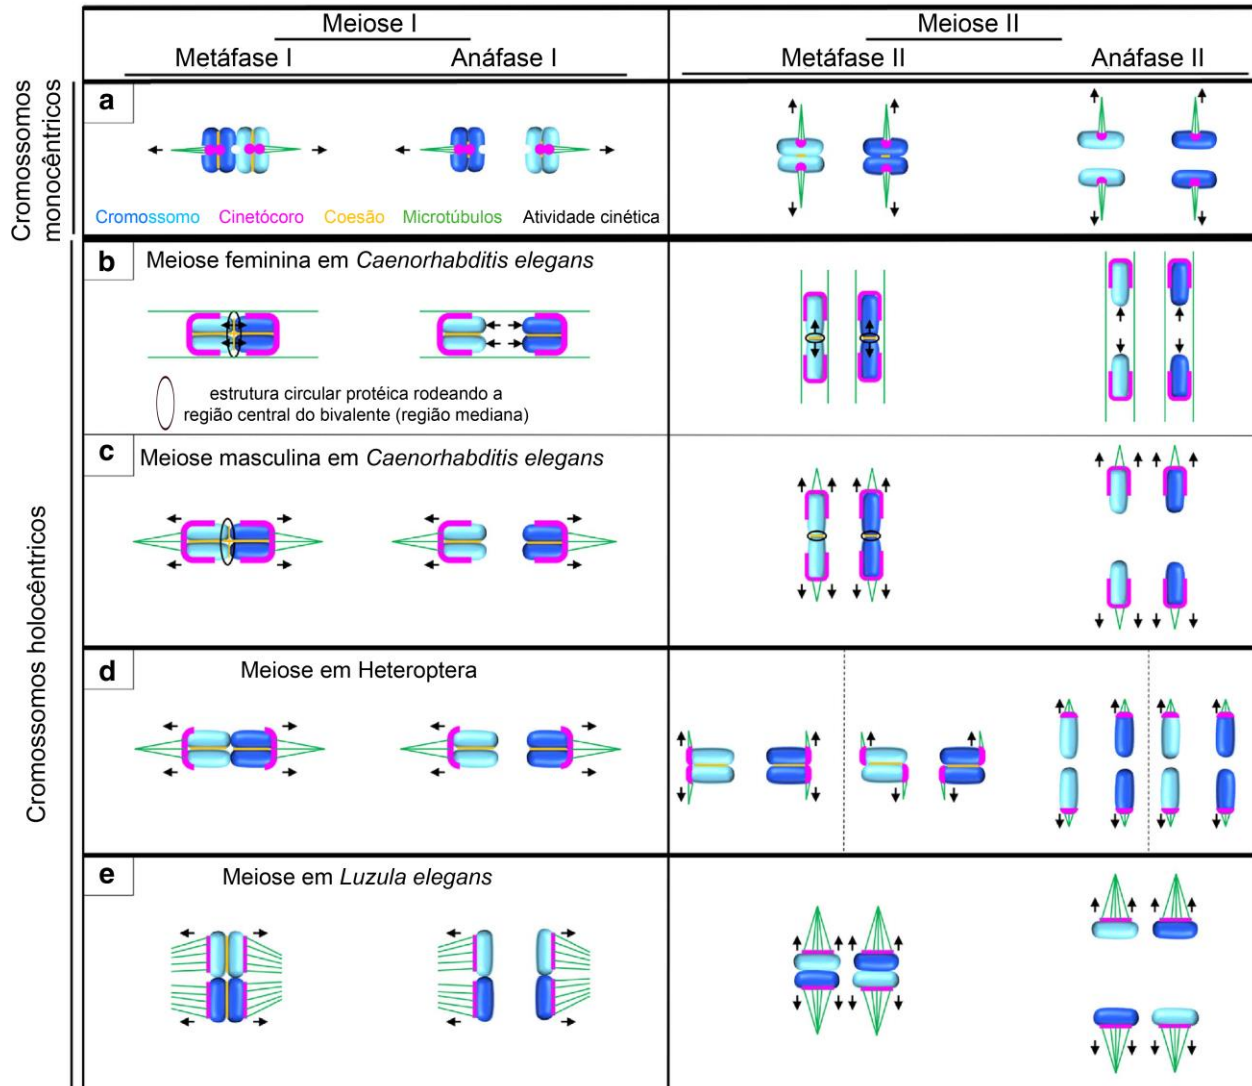 Meiose I
Meiose II
Metáfase I
Anáfase I
Metáfase II
Anáfase II
Cromossomos
monocêntricos
a
Cromossomo Cinetócoro Coesão Microtúbulos Atividade cinética
Cromossomos holocêntricos
b
Meiose feminina em Caenorhabditis elegans
estrutura circular protéica rodeando a
região central do bivalente (região mediana)
c
Meiose masculina em Caenorhabditis elegans
d
Meiose em Heteroptera
e
Meiose em Luzula elegans